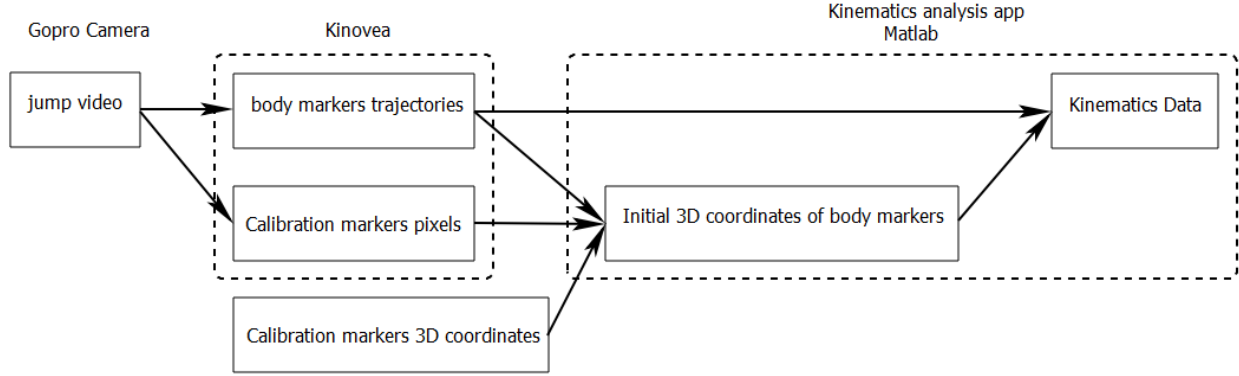 Kinematics analysis app
Matlab
Gopro Camera
Kinovea
jump video
body markers trajectories
Kinematics Data
Calibration markers pixels
Initial 3D coordinates of body markers
Calibration markers 3D coordinates